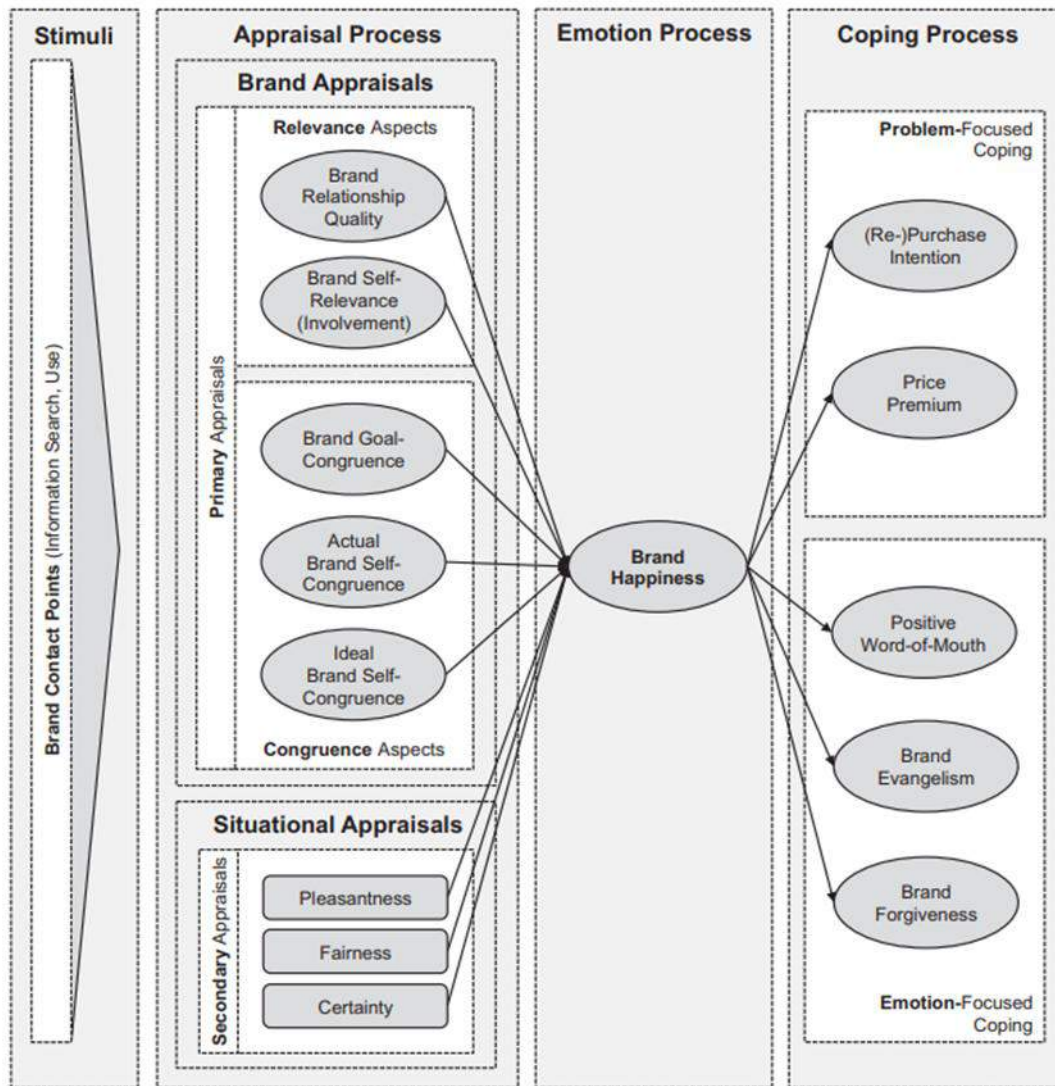 Stimuli
Brand Contact Points (Information Search, Use)
Appraisal Process
Brand Appraisals
Primary Appraisals
Relevance Aspects
Brand
Relationship
Quality
Brand Self-
Relevance
(Involvement)
Brand Goal-
Congruence
Actual
Brand Self-
Congruence
Ideal
Brand Self-
Congruence
Congruence Aspects
Situational Appraisals
Secondary Appraisals
Pleasantness
Fairness
Certainty
Emotion Process
Brand
Happiness
Coping Process
Problem-Focused
Coping
(Re-)Purchase
Intention
Price
Premium
Positive
Word-of-Mouth
Brand
Evangelism
Brand
Forgiveness
Emotion-Focused
Coping